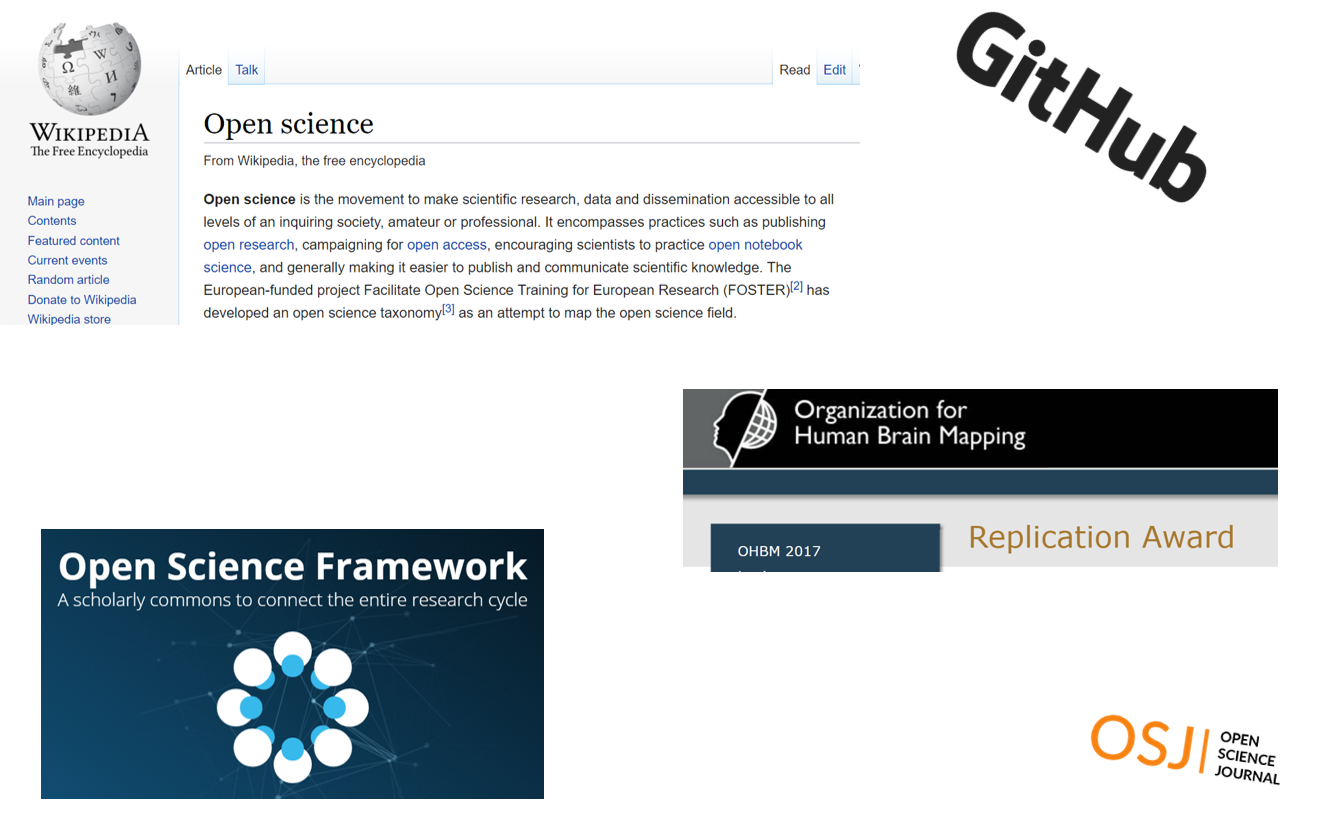 WIKIPEDIA
The Free Encyclopedia
Main page
Contents
Featured content
Current events
Random article
Donate to Wikipedia
Wikipedia store
Article Talk Read Edit
Open science
From Wikipedia, the free encyclopedia
Open science is the movement to make scientific research, data and dissemination accessible to all
levels of an inquiring society, amateur or professional. It encompasses practices such as publishing
open research, campaigning for open access, encouraging scientists to practice open notebook
science, and generally making it easier to publish and communicate scientific knowledge. The
European-funded project Facilitate Open Science Training for European Research (FOSTER)[2] has
developed an open science taxonomy[3] as an attempt to map the open science field.
GitHub
Organization for
Human Brain Mapping
OHBM 2017
Replication Award
Open Science Framework
A scholarly commons to connect the entire research cycle
OSJ|
OPEN
SCIENCE
JOURNAL